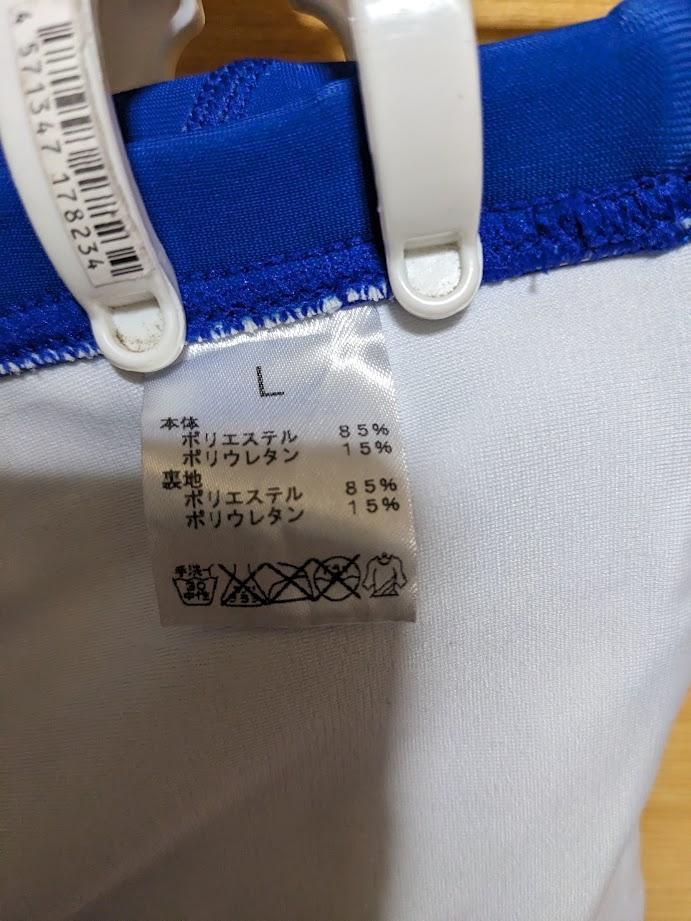 4 571347 178234
L
本体
ポリエステル 85%
ポリウレタン 15%
裏地
ポリエステル 85%
ポリウレタン 15%
手洗イ
30
中性